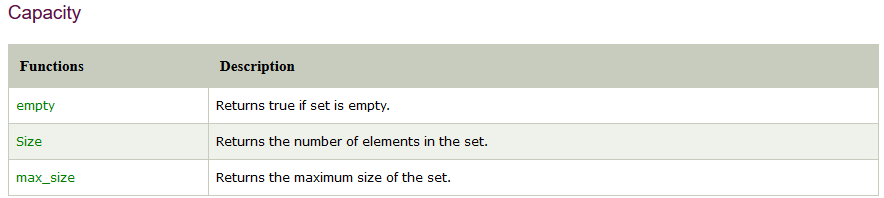 Capacity
Functions Description
empty Returns true if set is empty.
Size Returns the number of elements in the set.
max_size Returns the maximum size of the set.